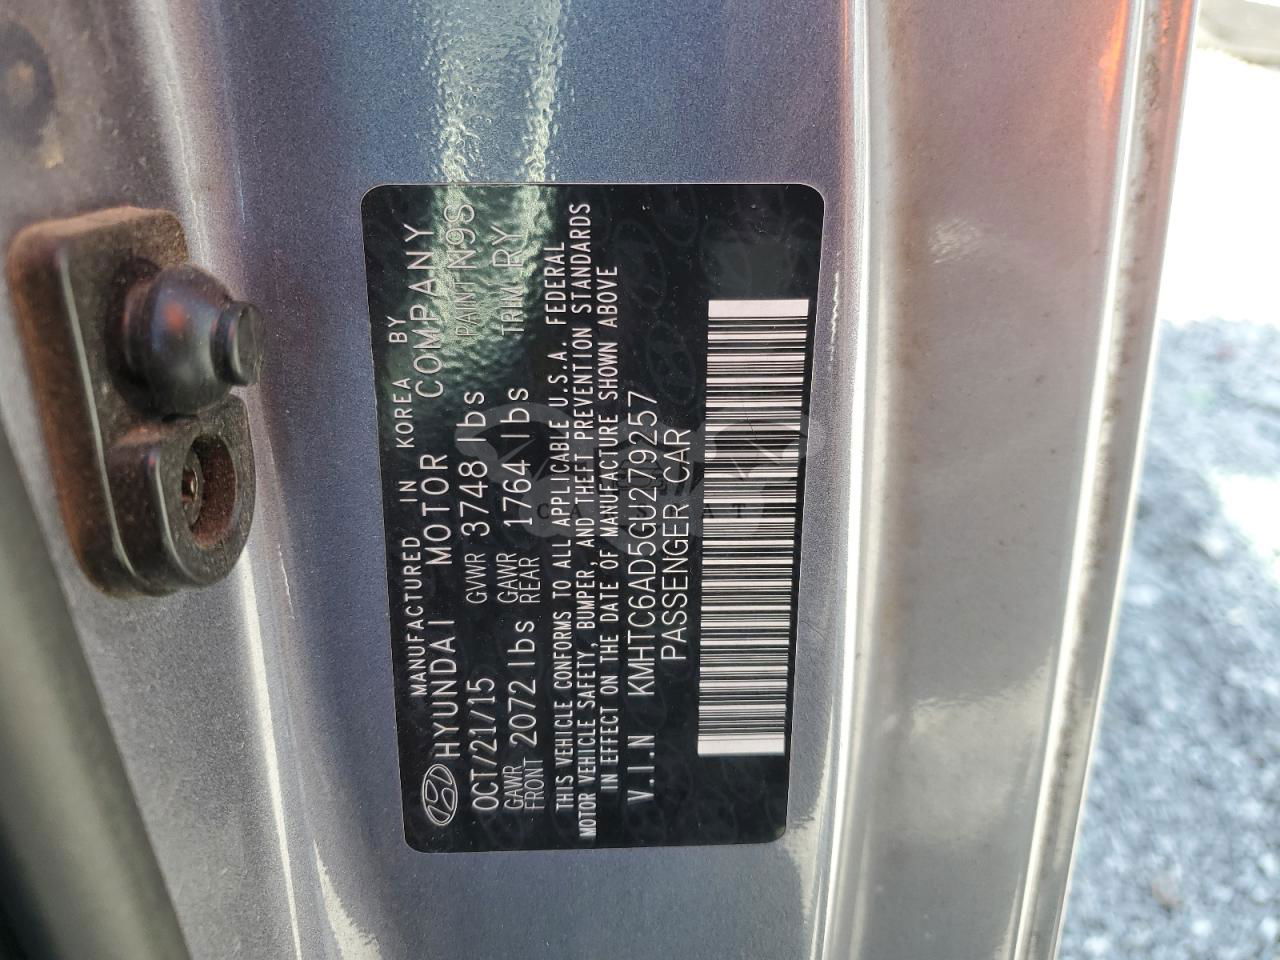 MANUFACTURED IN KOREA BY
HYUNDAI MOTOR COMPANY
OCT/21/15 GVWR 3748 lbs PAINT N9S
GAWR FRONT 2072 lbs GAWR REAR 1764 lbs TRIM RY
THIS VEHICLE CONFORMS TO ALL APPLICABLE U.S.A. FEDERAL
MOTOR VEHICLE SAFETY, BUMPER, AND THEFT PREVENTION STANDARDS
IN EFFECT ON THE DATE OF MANUFACTURE SHOWN ABOVE
V.I.N KMHTC6AD5GU279257
PASSENGER CAR